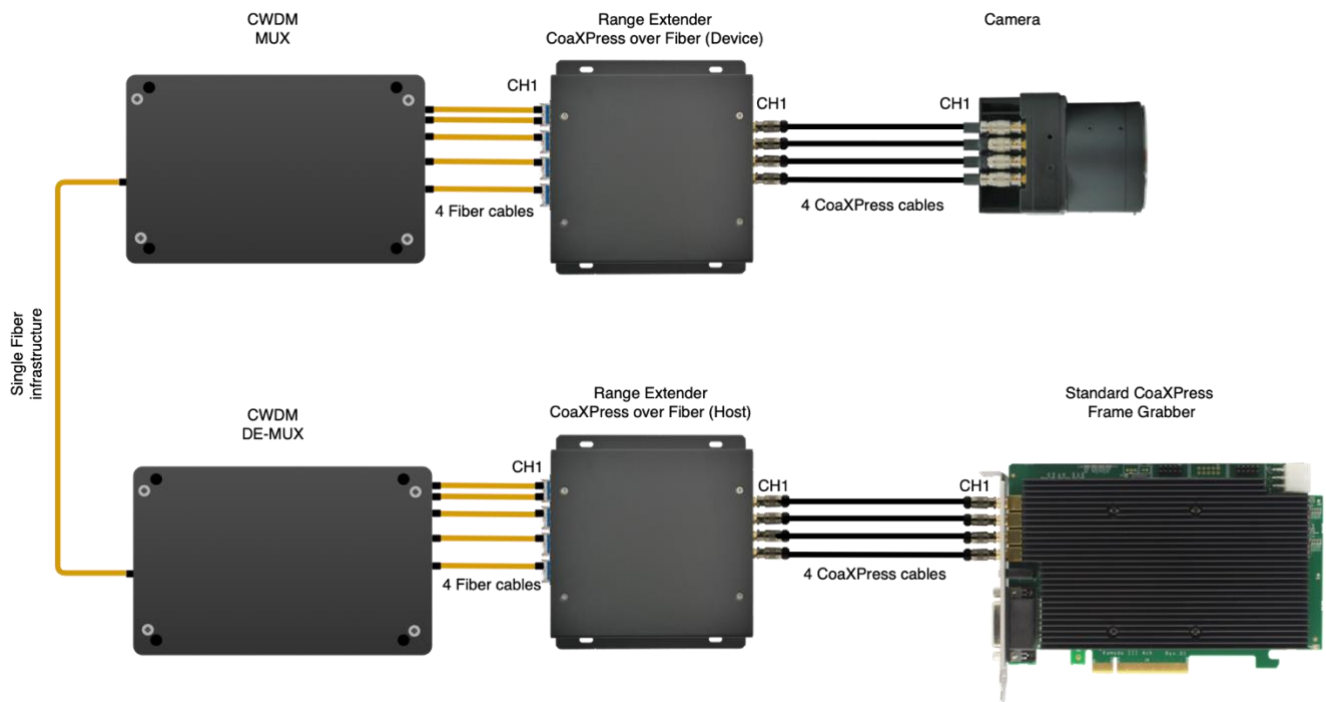 CWDM
MUX
Range Extender
CoaXPress over Fiber (Device)
Camera
CH1
CH1
CH1
4 Fiber cables
4 CoaXPress cables
Single Fiber
infrastructure
CWDM
DE-MUX
Range Extender
CoaXPress over Fiber (Host)
Standard CoaXPress
Frame Grabber
CH1
CH1
CH1
4 Fiber cables
4 CoaXPress cables